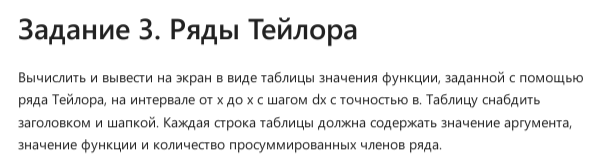 Задание 3. Ряды Тейлора
Вычислить и вывести на экран в виде таблицы значения функции, заданной с помощью
ряда Тейлора, на интервале от x до x с шагом dx с точностью в. Таблицу снабдить
заголовком и шапкой. Каждая строка таблицы должна содержать значение аргумента,
значение функции и количество просуммированных членов ряда.